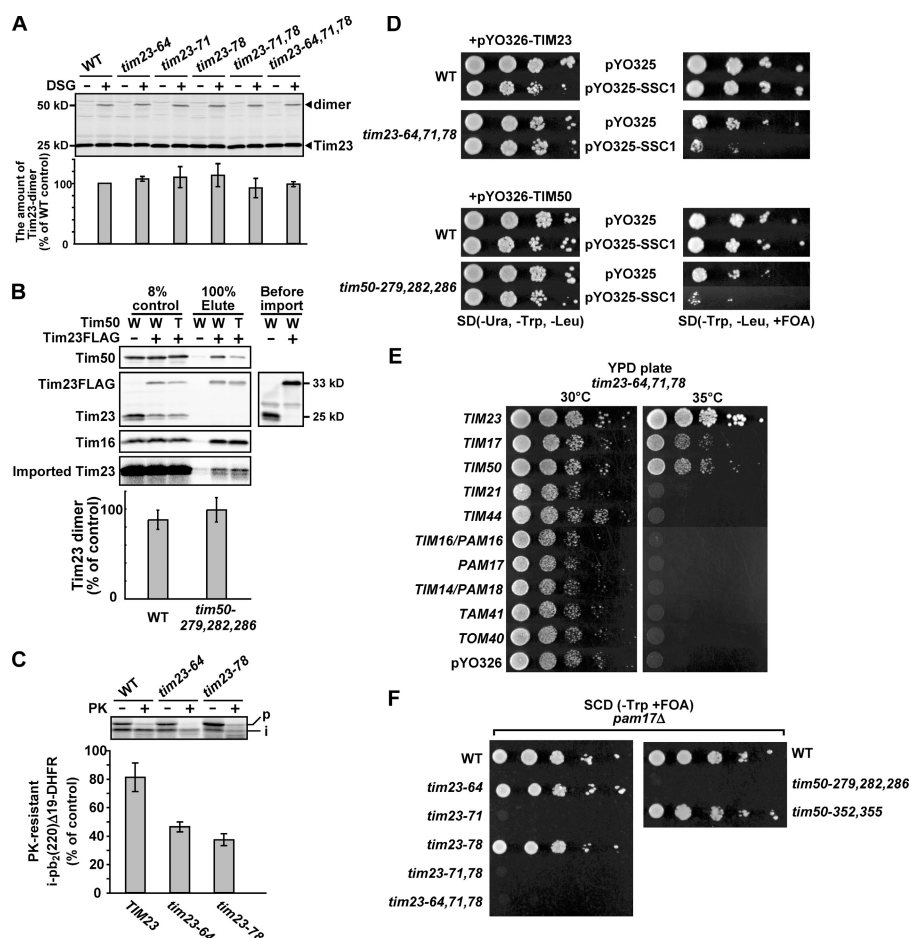 A
WT
tim23-64
tim23-71
tim23-78
tim23-71,78
tim23-64,71,78
DSG – + – + – + – + – + – +
50 kD
dimer
25 kD
Tim23
The amount of
Tim23-dimer
(% of WT control)
100
0
B
8%
control
100%
Elute
Before
import
Tim50 W W T W W T W W
Tim23FLAG – + + – + + – +
Tim50
Tim23FLAG
33 kD
Tim23
25 kD
Tim16
Imported Tim23
Tim23 dimer
(% of control)
100
0
WT
tim50-
279,282,286
C
WT
tim23-64
tim23-78
PK – + – + – +
p
i
PK-resistant
i-pb2(220)Δ19-DHFR
(% of control)
100
80
60
40
20
0
TIM23
tim23-64
tim23-78
D
+pYO326-TIM23
WT
pYO325
pYO325-SSC1
tim23-64,71,78
pYO325
pYO325-SSC1
+pYO326-TIM50
WT
pYO325
pYO325-SSC1
tim50-279,282,286
pYO325
pYO325-SSC1
SD(-Ura, -Trp, -Leu)
SD(-Trp, -Leu, +FOA)
E
YPD plate
tim23-64,71,78
30°C
35°C
TIM23
TIM17
TIM50
TIM21
TIM44
TIM16/PAM16
PAM17
TIM14/PAM18
TAM41
TOM40
pYO326
F
SCD (-Trp +FOA)
pam17Δ
WT
tim23-64
tim23-71
tim23-78
tim23-71,78
tim23-64,71,78
WT
tim50-279,282,286
tim50-352,355